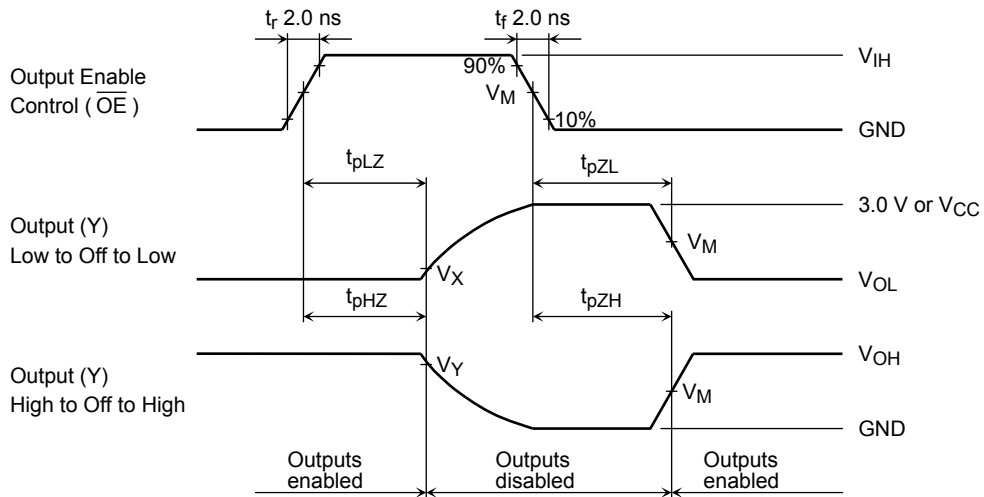 tr 2.0 ns
tf 2.0 ns
Output Enable
Control ( OE )
90%
VM
10%
VIH
GND
tpLZ
tpZL
Output (Y)
Low to Off to Low
VX
VM
3.0 V or VCC
VOL
tpHZ
tpZH
Output (Y)
High to Off to High
VY
VM
VOH
GND
Outputs
enabled
Outputs
disabled
Outputs
enabled